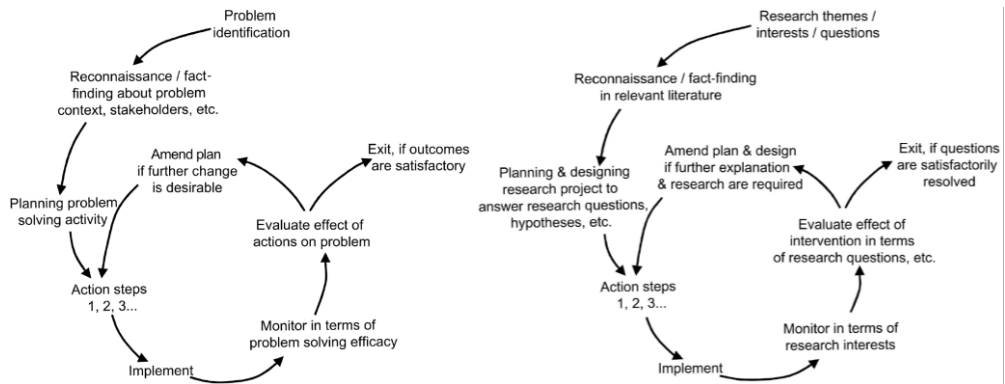 Problem
identification
Reconnaissance / fact-
finding about problem
context, stakeholders, etc.
Planning problem
solving activity
Amend plan
if further change
is desirable
Exit, if outcomes
are satisfactory
Evaluate effect of
actions on problem
Action steps
1, 2, 3...
Monitor in terms of
problem solving efficacy
Implement
Research themes /
interests / questions
Reconnaissance / fact-finding
in relevant literature
Planning & designing
research project to
answer research questions,
hypotheses, etc.
Amend plan & design
if further explanation
& research are required
Exit, if questions
are satisfactorily
resolved
Evaluate effect of
intervention in terms
of research questions, etc.
Action steps
1, 2, 3...
Monitor in terms of
research interests
Implement